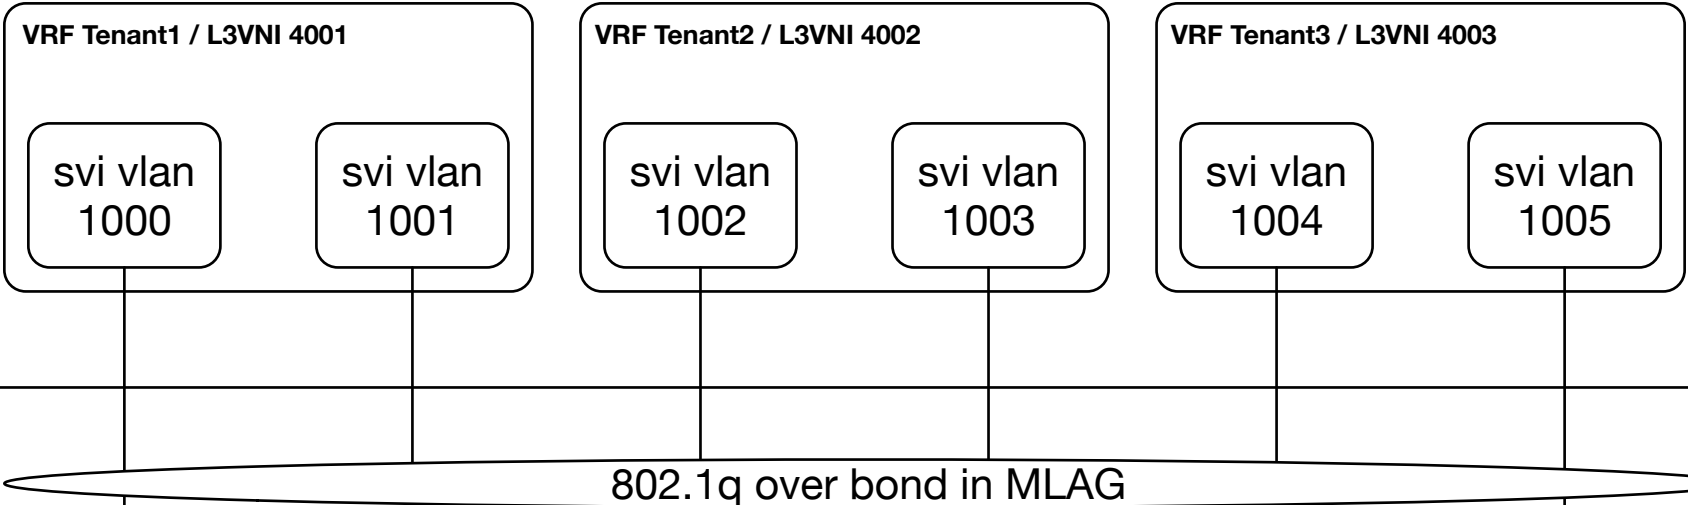 VRF Tenant1 / L3VNI 4001
VRF Tenant2 / L3VNI 4002
VRF Tenant3 / L3VNI 4003
svi vlan
1000
svi vlan
1001
svi vlan
1002
svi vlan
1003
svi vlan
1004
svi vlan
1005
802.1q over bond in MLAG